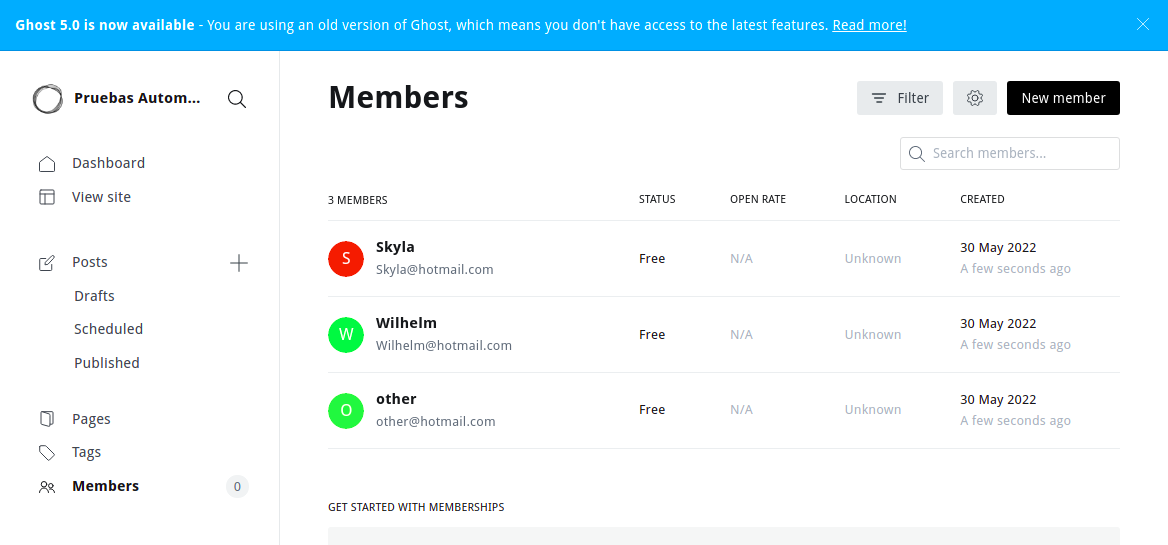 Ghost 5.0 is now available - You are using an old version of Ghost, which means you don't have access to the latest features. Read more!
Pruebas Autom...
Dashboard
View site
Posts
Drafts
Scheduled
Published
Pages
Tags
Members 0
Members
Filter
New member
Search members...
3 MEMBERS STATUS OPEN RATE LOCATION CREATED
S Skyla Skyla@hotmail.com Free N/A Unknown 30 May 2022 A few seconds ago
W Wilhelm Wilhelm@hotmail.com Free N/A Unknown 30 May 2022 A few seconds ago
O other other@hotmail.com Free N/A Unknown 30 May 2022 A few seconds ago
GET STARTED WITH MEMBERSHIPS